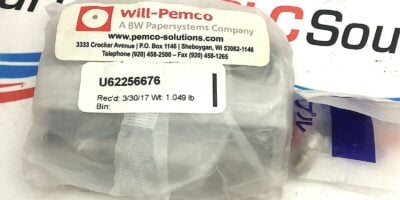 will-Pemco
A BW Papersystems Company
www.pemco-solutions.com
3333 Crocker Avenue | P.O. Box 1146 | Sheboygan, WI 53082-1146
Telephone (920) 458-2500 – Fax (920) 458-1265
U62256676
Rec'd: 3/30/17 Wt: 1.049 lb
Bin:
Sour